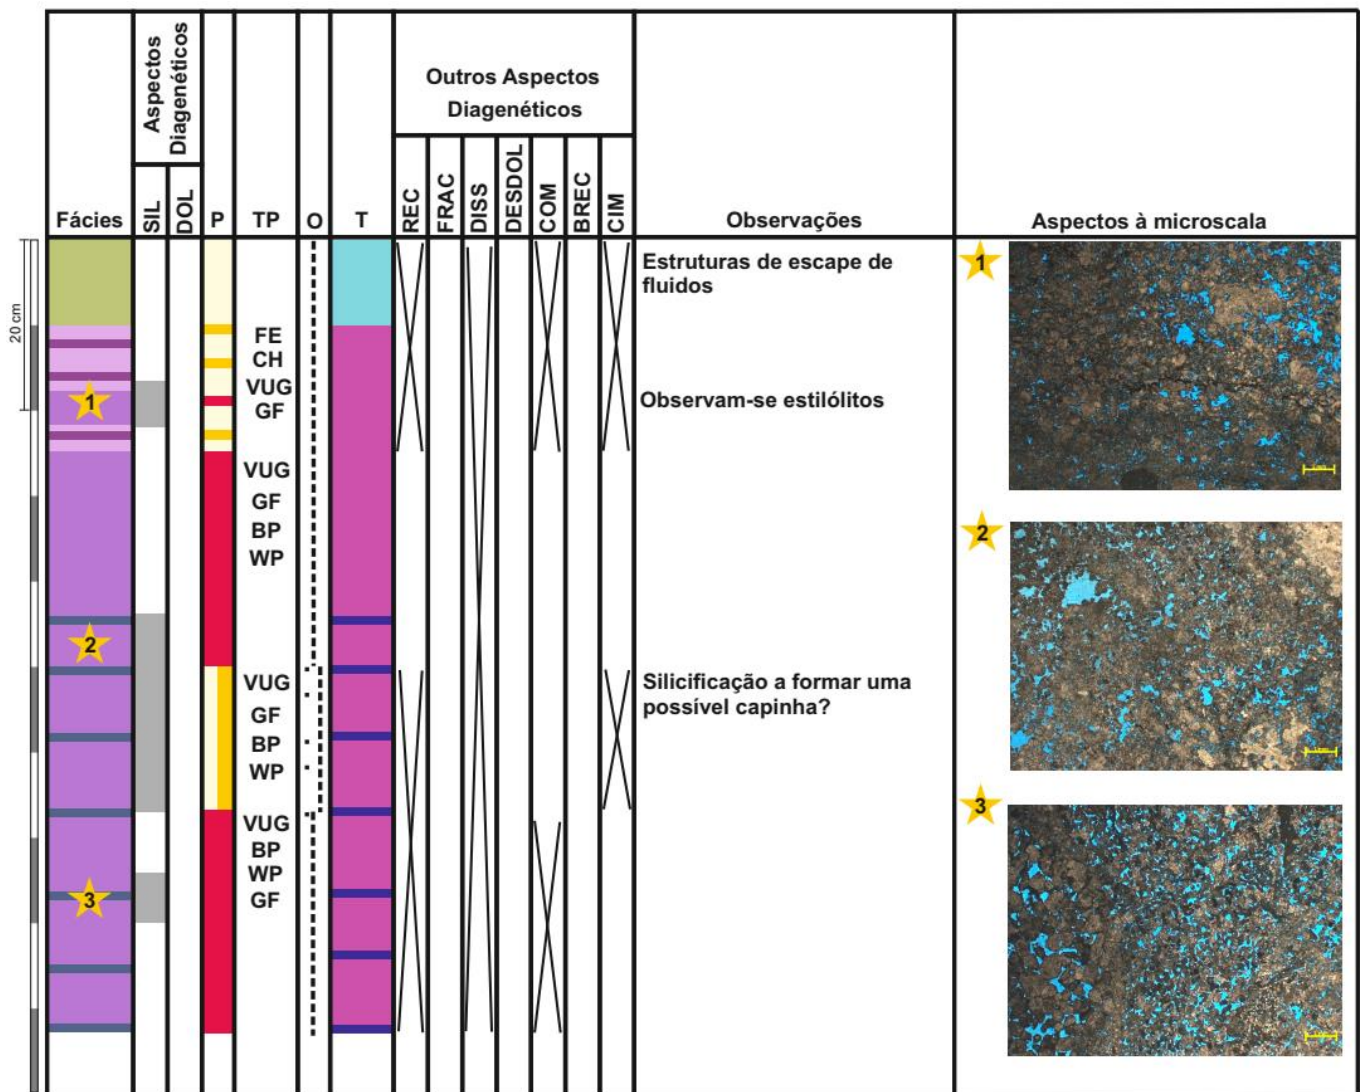 Aspectos
Diagenéticos
Outros Aspectos
Diagenéticos
Fácies
SIL
DOL
P
TP
O
T
REC
FRAC
DISS
DESDOL
COM
BREC
CIM
Observações
Aspectos à microscala
20 cm
Estruturas de escape de
fluidos
1
FE
CH
VUG
GF
1
Observam-se estilólitos
VUG
GF
BP
WP
2
2
VUG
GF
BP
WP
Silicificação a formar uma
possível capinha?
VUG
BP
WP
GF
3
3